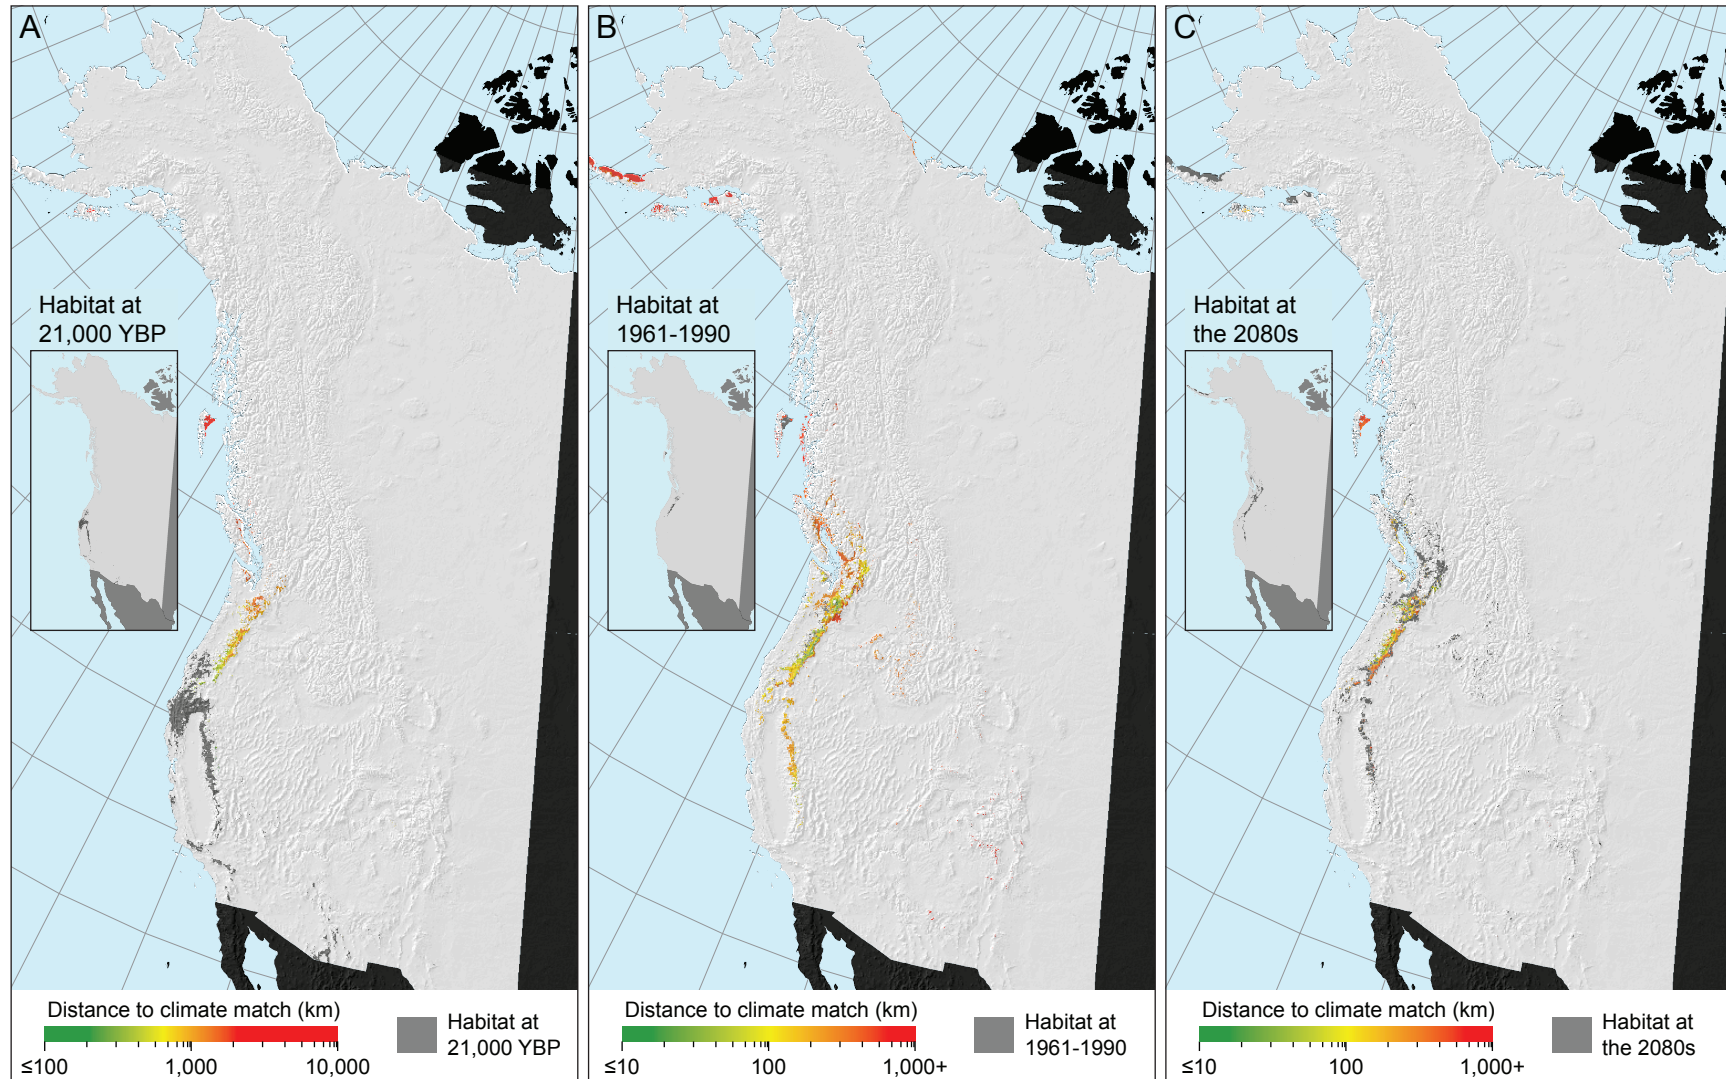 A
Habitat at
21,000 YBP
Distance to climate match (km)
≤100
1,000
10,000
Habitat at
21,000 YBP
B
Habitat at
1961-1990
Distance to climate match (km)
≤10
100
1,000+
Habitat at
1961-1990
C
Habitat at
the 2080s
Distance to climate match (km)
≤10
100
1,000+
Habitat at
the 2080s